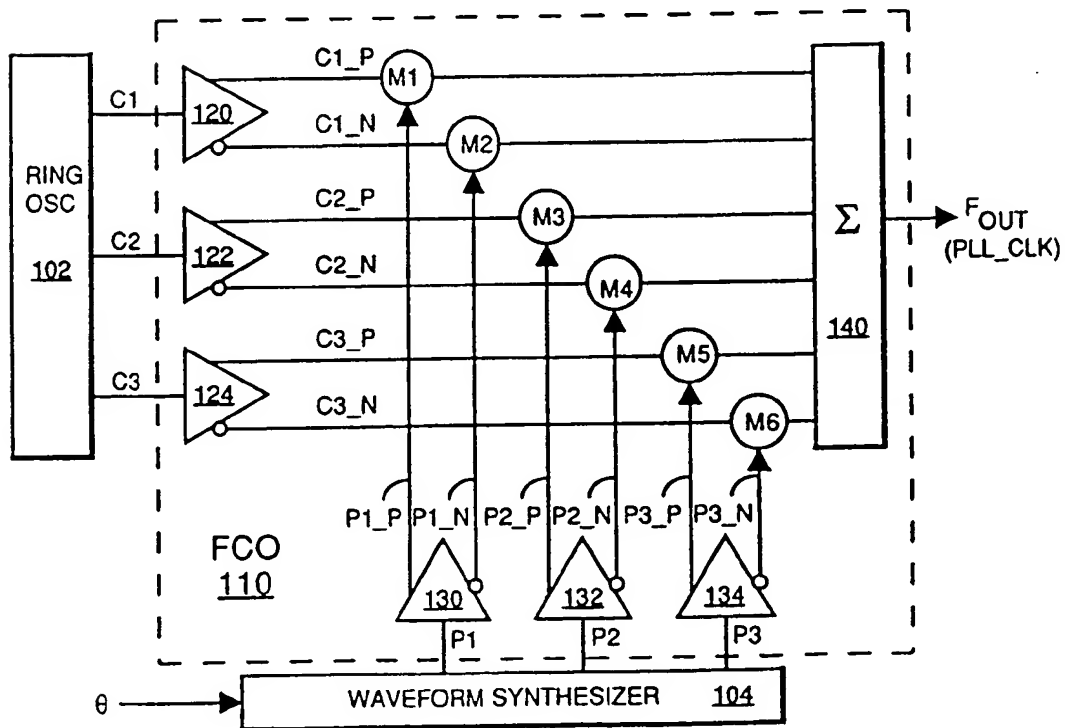 C1_P
M1
C1
120
C1_N
M2
RING
OSC
C2_P
M3
Σ
F_OUT
(PLL_CLK)
C2
102
122
C2_N
M4
140
C3_P
M5
C3
124
C3_N
M6
P1_P P1_N P2_P P2_N P3_P P3_N
FCO
110
130
132
134
P1
P2
P3
θ
WAVEFORM SYNTHESIZER 104